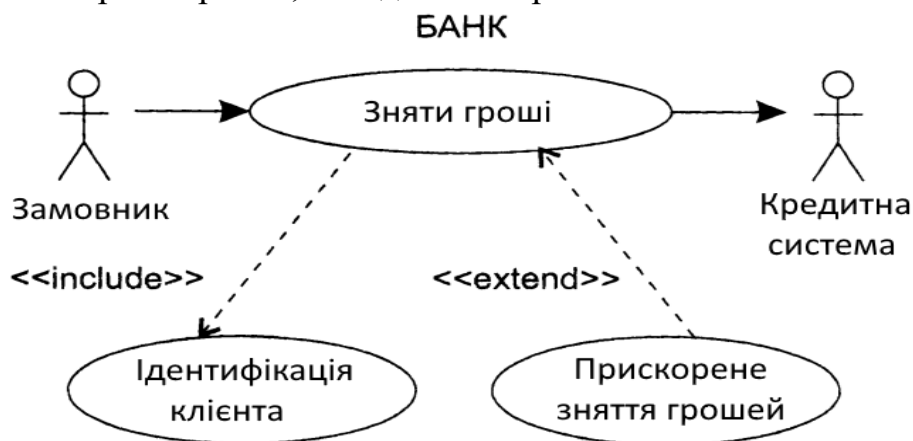 БАНК
Зняти гроші
Замовник
Кредитна
система
<<include>>
<<extend>>
Ідентифікація
клієнта
Прискорене
зняття грошей